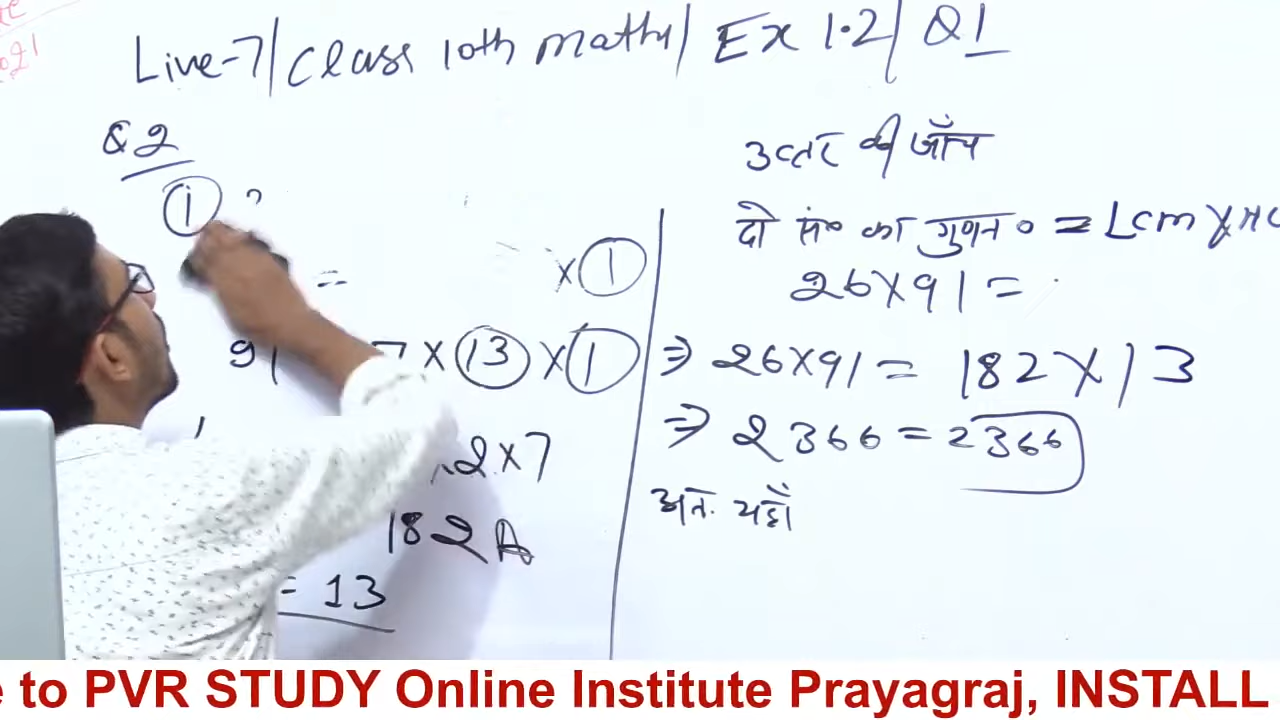 Live-7/ Class 10th maths/ Ex 1.2/ Q1
Q2
① ?
= × ①
91 7 × ⑬ × ①
2×7
182 A
= 13
उत्तर की जाँच
दो सं० का गुणन० = Lcm × HC
26×91 =
⇒ 26×91 = 182 × 13
⇒ 2366 = 2366
अतः यहाँ
e to PVR STUDY Online Institute Prayagraj, INSTALL